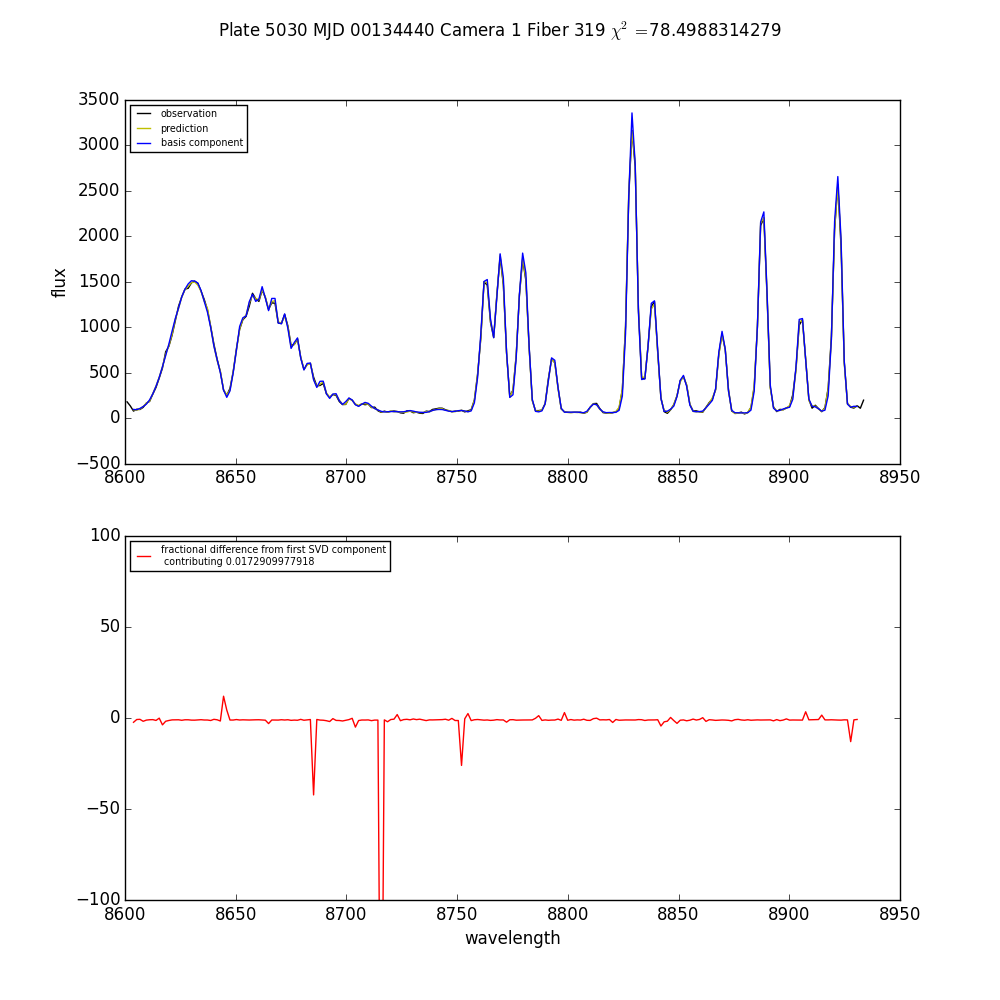 Plate 5030 MJD 00134440 Camera 1 Fiber 319 χ² =78.4988314279
3500
3000
2500
2000
1500
1000
500
0
−500
flux
observation
prediction
basis component
8600 8650 8700 8750 8800 8850 8900 8950
100
50
0
−50
−100
fractional difference from first SVD component
contributing 0.0172909977918
8600 8650 8700 8750 8800 8850 8900 8950
wavelength